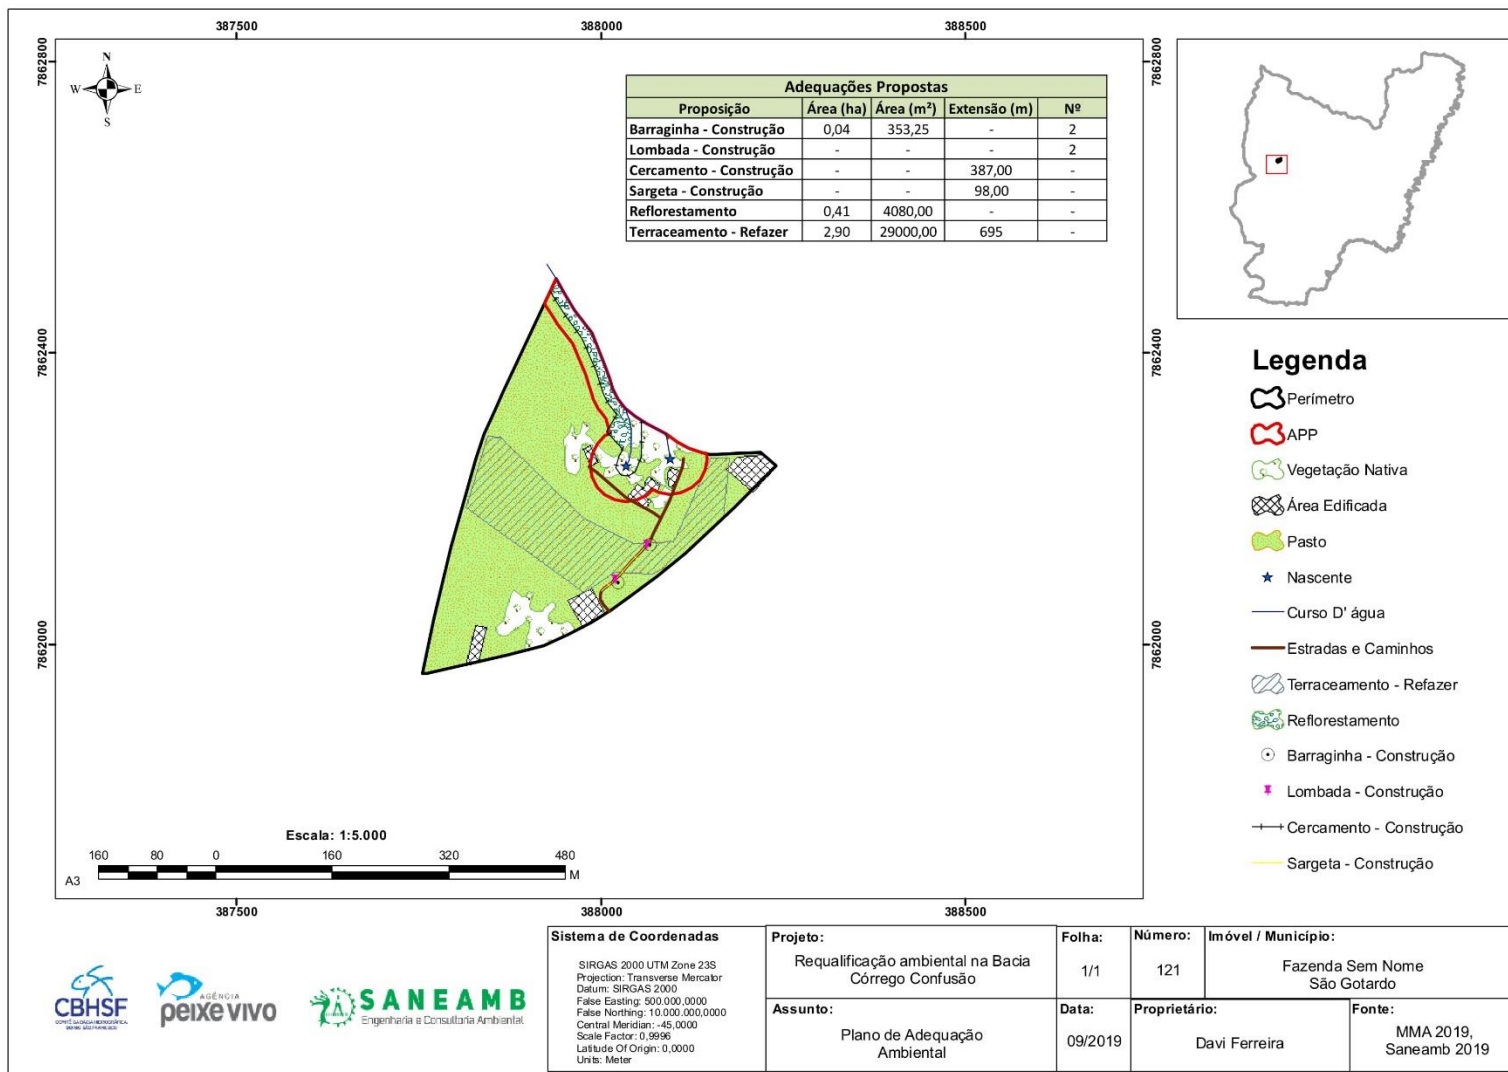 387500 388000 388500
7862800 7862800
N
W E
S
Adequações Propostas
Proposição Área (ha) Área (m²) Extensão (m) Nº
Barraginha - Construção 0,04 353,25 - 2
Lombada - Construção - - - 2
Cercamento - Construção - - 387,00 -
Sargeta - Construção - - 98,00 -
Reflorestamento 0,41 4080,00 - -
Terraceamento - Refazer 2,90 29000,00 695 -
7862400 7862400
Legenda
Perímetro
APP
Vegetação Nativa
Área Edificada
Pasto
Nascente
Curso D' água
Estradas e Caminhos
Terraceamento - Refazer
Reflorestamento
Barraginha - Construção
Lombada - Construção
Cercamento - Construção
Sargeta - Construção
7862000 7862000
Escala: 1:5.000
160 80 0 160 320 480
A3 M
387500 388000 388500
CBHSF
AGÊNCIA
peixe vivo
SANEAMB
Engenharia e Consultoria Ambiental
Sistema de Coordenadas
SIRGAS 2000 UTM Zone 23S
Projection: Transverse Mercator
Datum: SIRGAS 2000
False Easting: 500.000,0000
False Northing: 10.000.000,0000
Central Meridian: -45,0000
Scale Factor: 0,9996
Latitude Of Origin: 0,0000
Units: Meter
Projeto:
Requalificação ambiental na Bacia
Córrego Confusão
Assunto:
Plano de Adequação
Ambiental
Folha:
1/1
Número:
121
Imóvel / Município:
Fazenda Sem Nome
São Gotardo
Data:
09/2019
Proprietário:
Davi Ferreira
Fonte:
MMA 2019,
Saneamb 2019